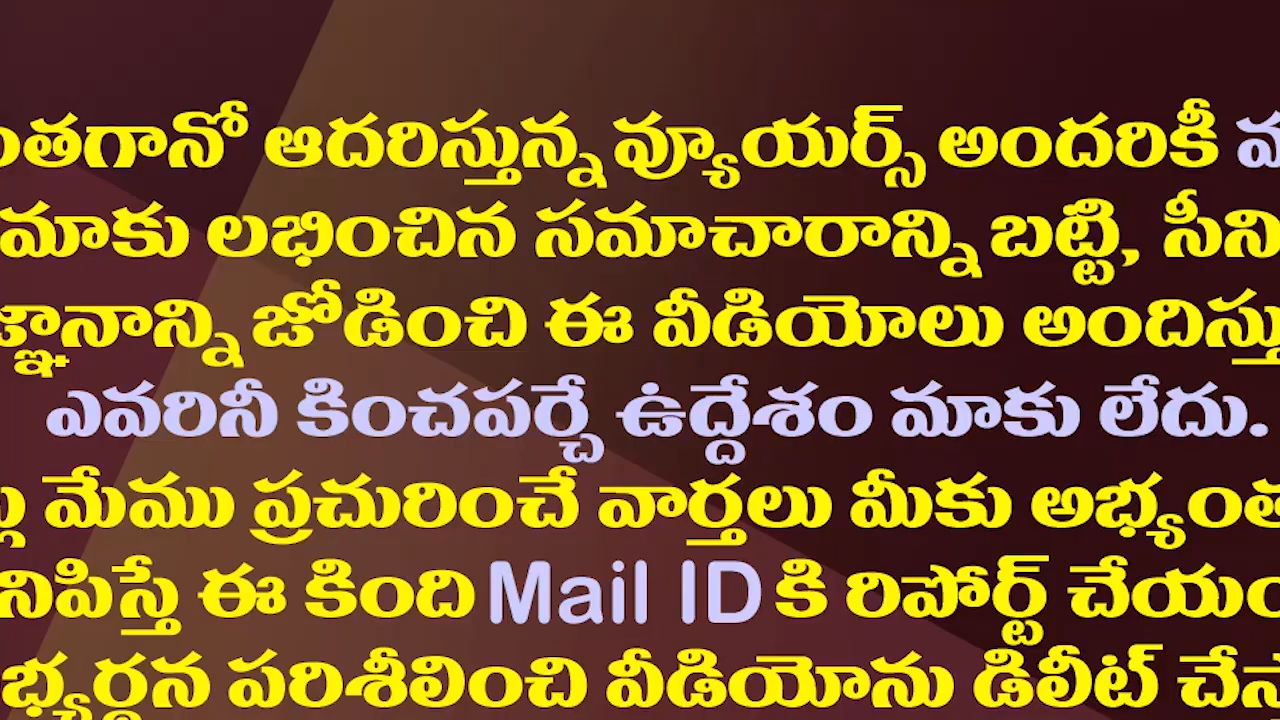 ంతగానో ఆదరిస్తున్న వ్యూయర్స్ అందరికీ
మాకు లభించిన సమాచారాన్ని బట్టి, సీని
జ్ఞానాన్ని జోడించి ఈ వీడియోలు అందిస్తు
ఎవరినీ కించపర్చే ఉద్దేశం మాకు లేదు.
మేము ప్రచురించే వార్తలు మీకు అభ్యంత
నిపిస్తే ఈ కింది Mail ID కి రిపోర్ట్ చేయం
భ్యర్ధన పరిశీలించి వీడియోను డిలీట్ చేస